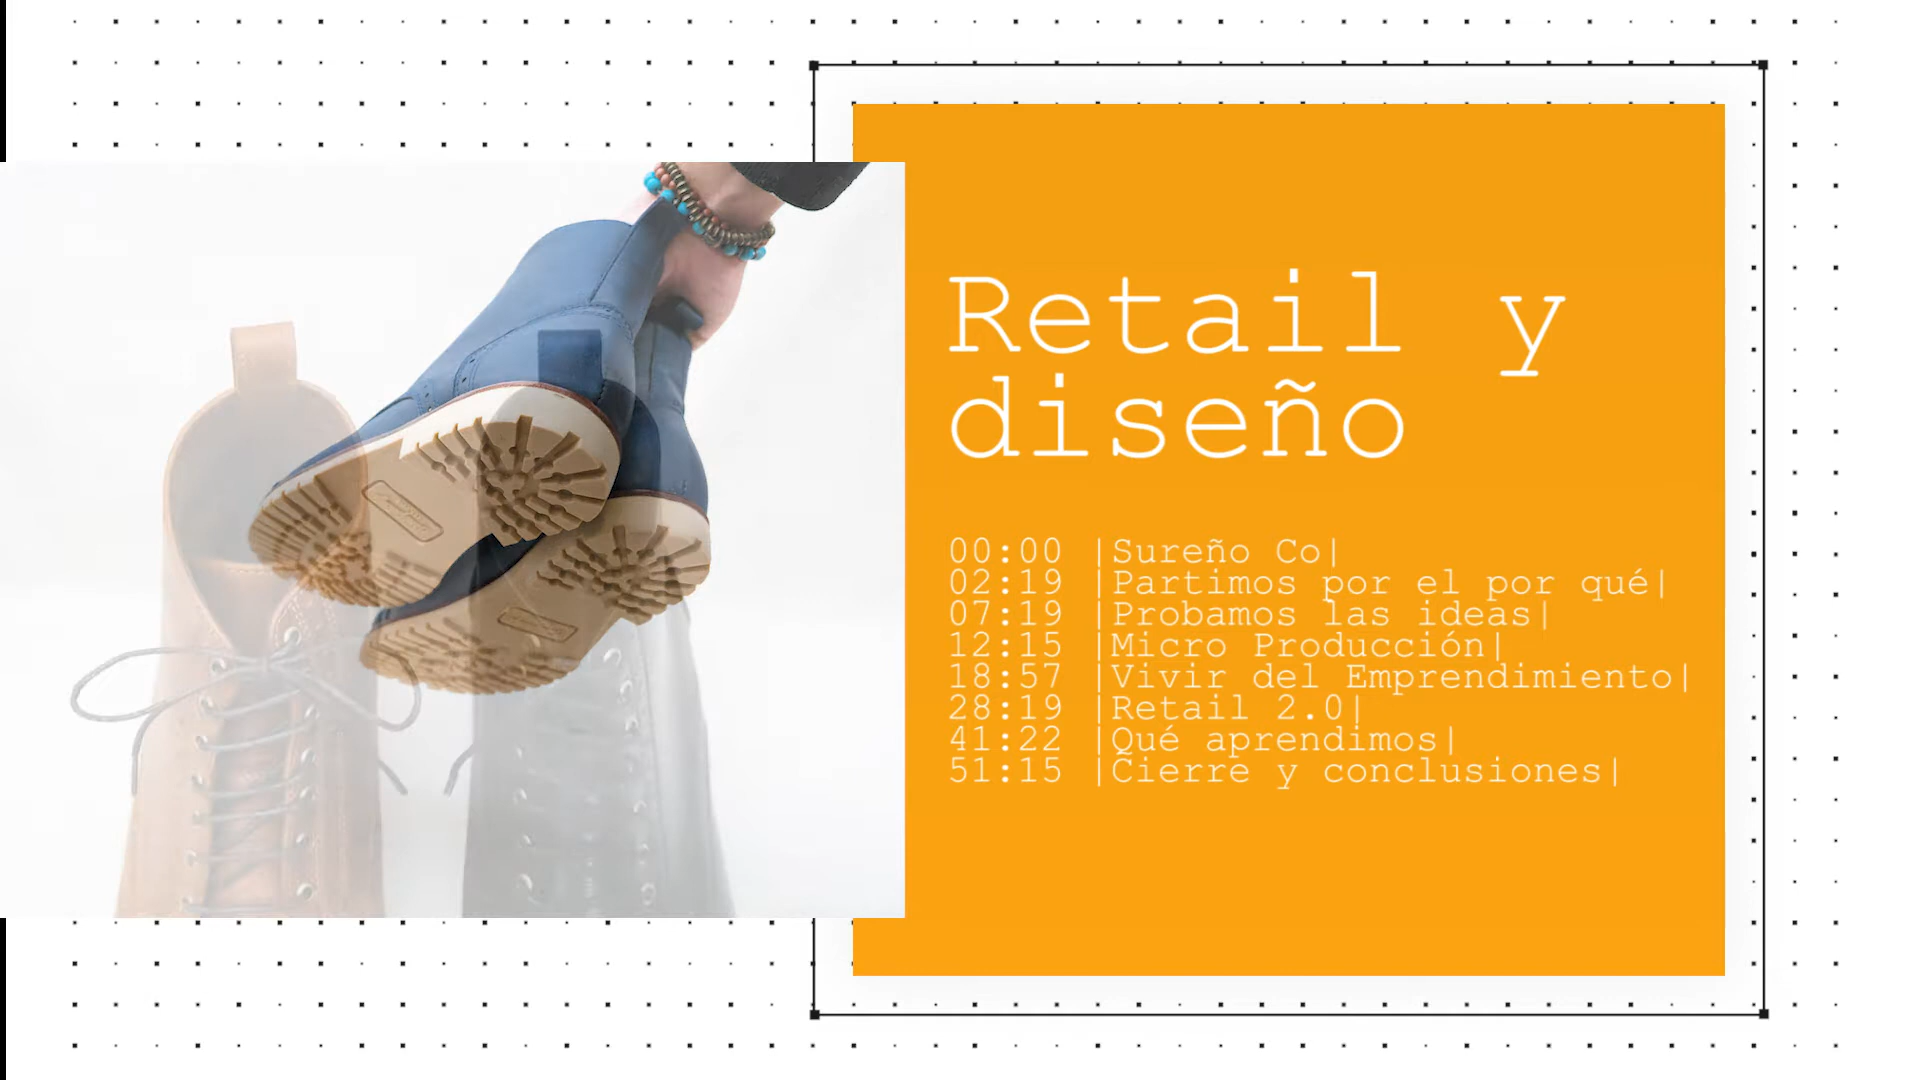 Retail y
diseño
00:00 |Sureño Co|
02:19 |Partimos por el por qué|
07:19 |Probamos las ideas|
12:15 |Micro Producción|
18:57 |Vivir del Emprendimiento|
28:19 |Retail 2.0|
41:22 |Qué aprendimos|
51:15 |Cierre y conclusiones|